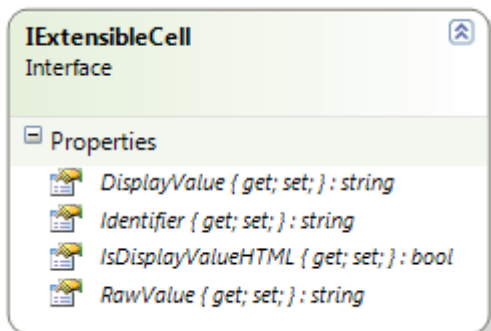 IExtensibleCell
Interface
Properties
DisplayValue { get; set; } : string
Identifier { get; set; } : string
IsDisplayValueHTML { get; set; } : bool
RawValue { get; set; } : string